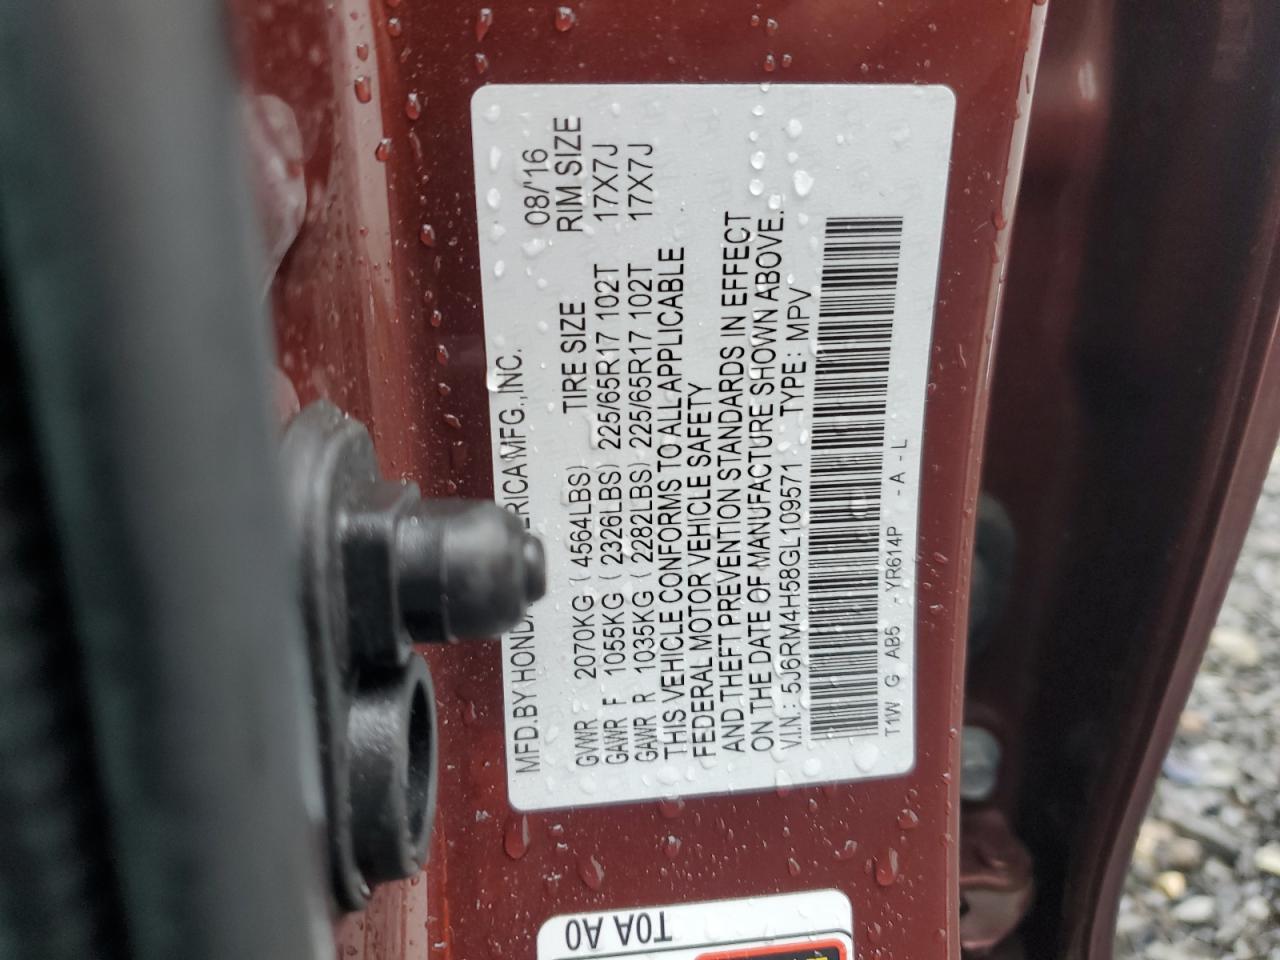 MFD.BY HOND ERICA MFG.,INC. 08/'16
GVWR 2070KG ( 4564LBS) TIRE SIZE RIM SIZE
GAWR F 1055KG ( 2326LBS) 225/65R17 102T 17X7J
GAWR R 1035KG ( 2282LBS) 225/65R17 102T 17X7J
THIS VEHICLE CONFORMS TO ALL APPLICABLE
FEDERAL MOTOR VEHICLE SAFETY
AND THEFT PREVENTION STANDARDS IN EFFECT
ON THE DATE OF MANUFACTURE SHOWN ABOVE.
V.I.N.: 5J6RM4H58GL109571 TYPE: MPV
T1W G AB5 - YR614P - A - L
T0A A0